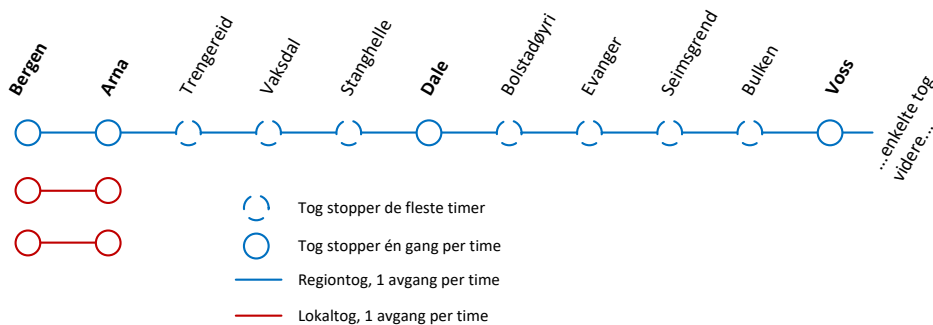 Bergen
Arna
Trengereid
Vaksdal
Stanghelle
Dale
Bolstadøyri
Evanger
Seimsgrend
Bulken
Voss
...enkelte tog
videre...
Tog stopper de fleste timer
Tog stopper én gang per time
Regiontog, 1 avgang per time
Lokaltog, 1 avgang per time